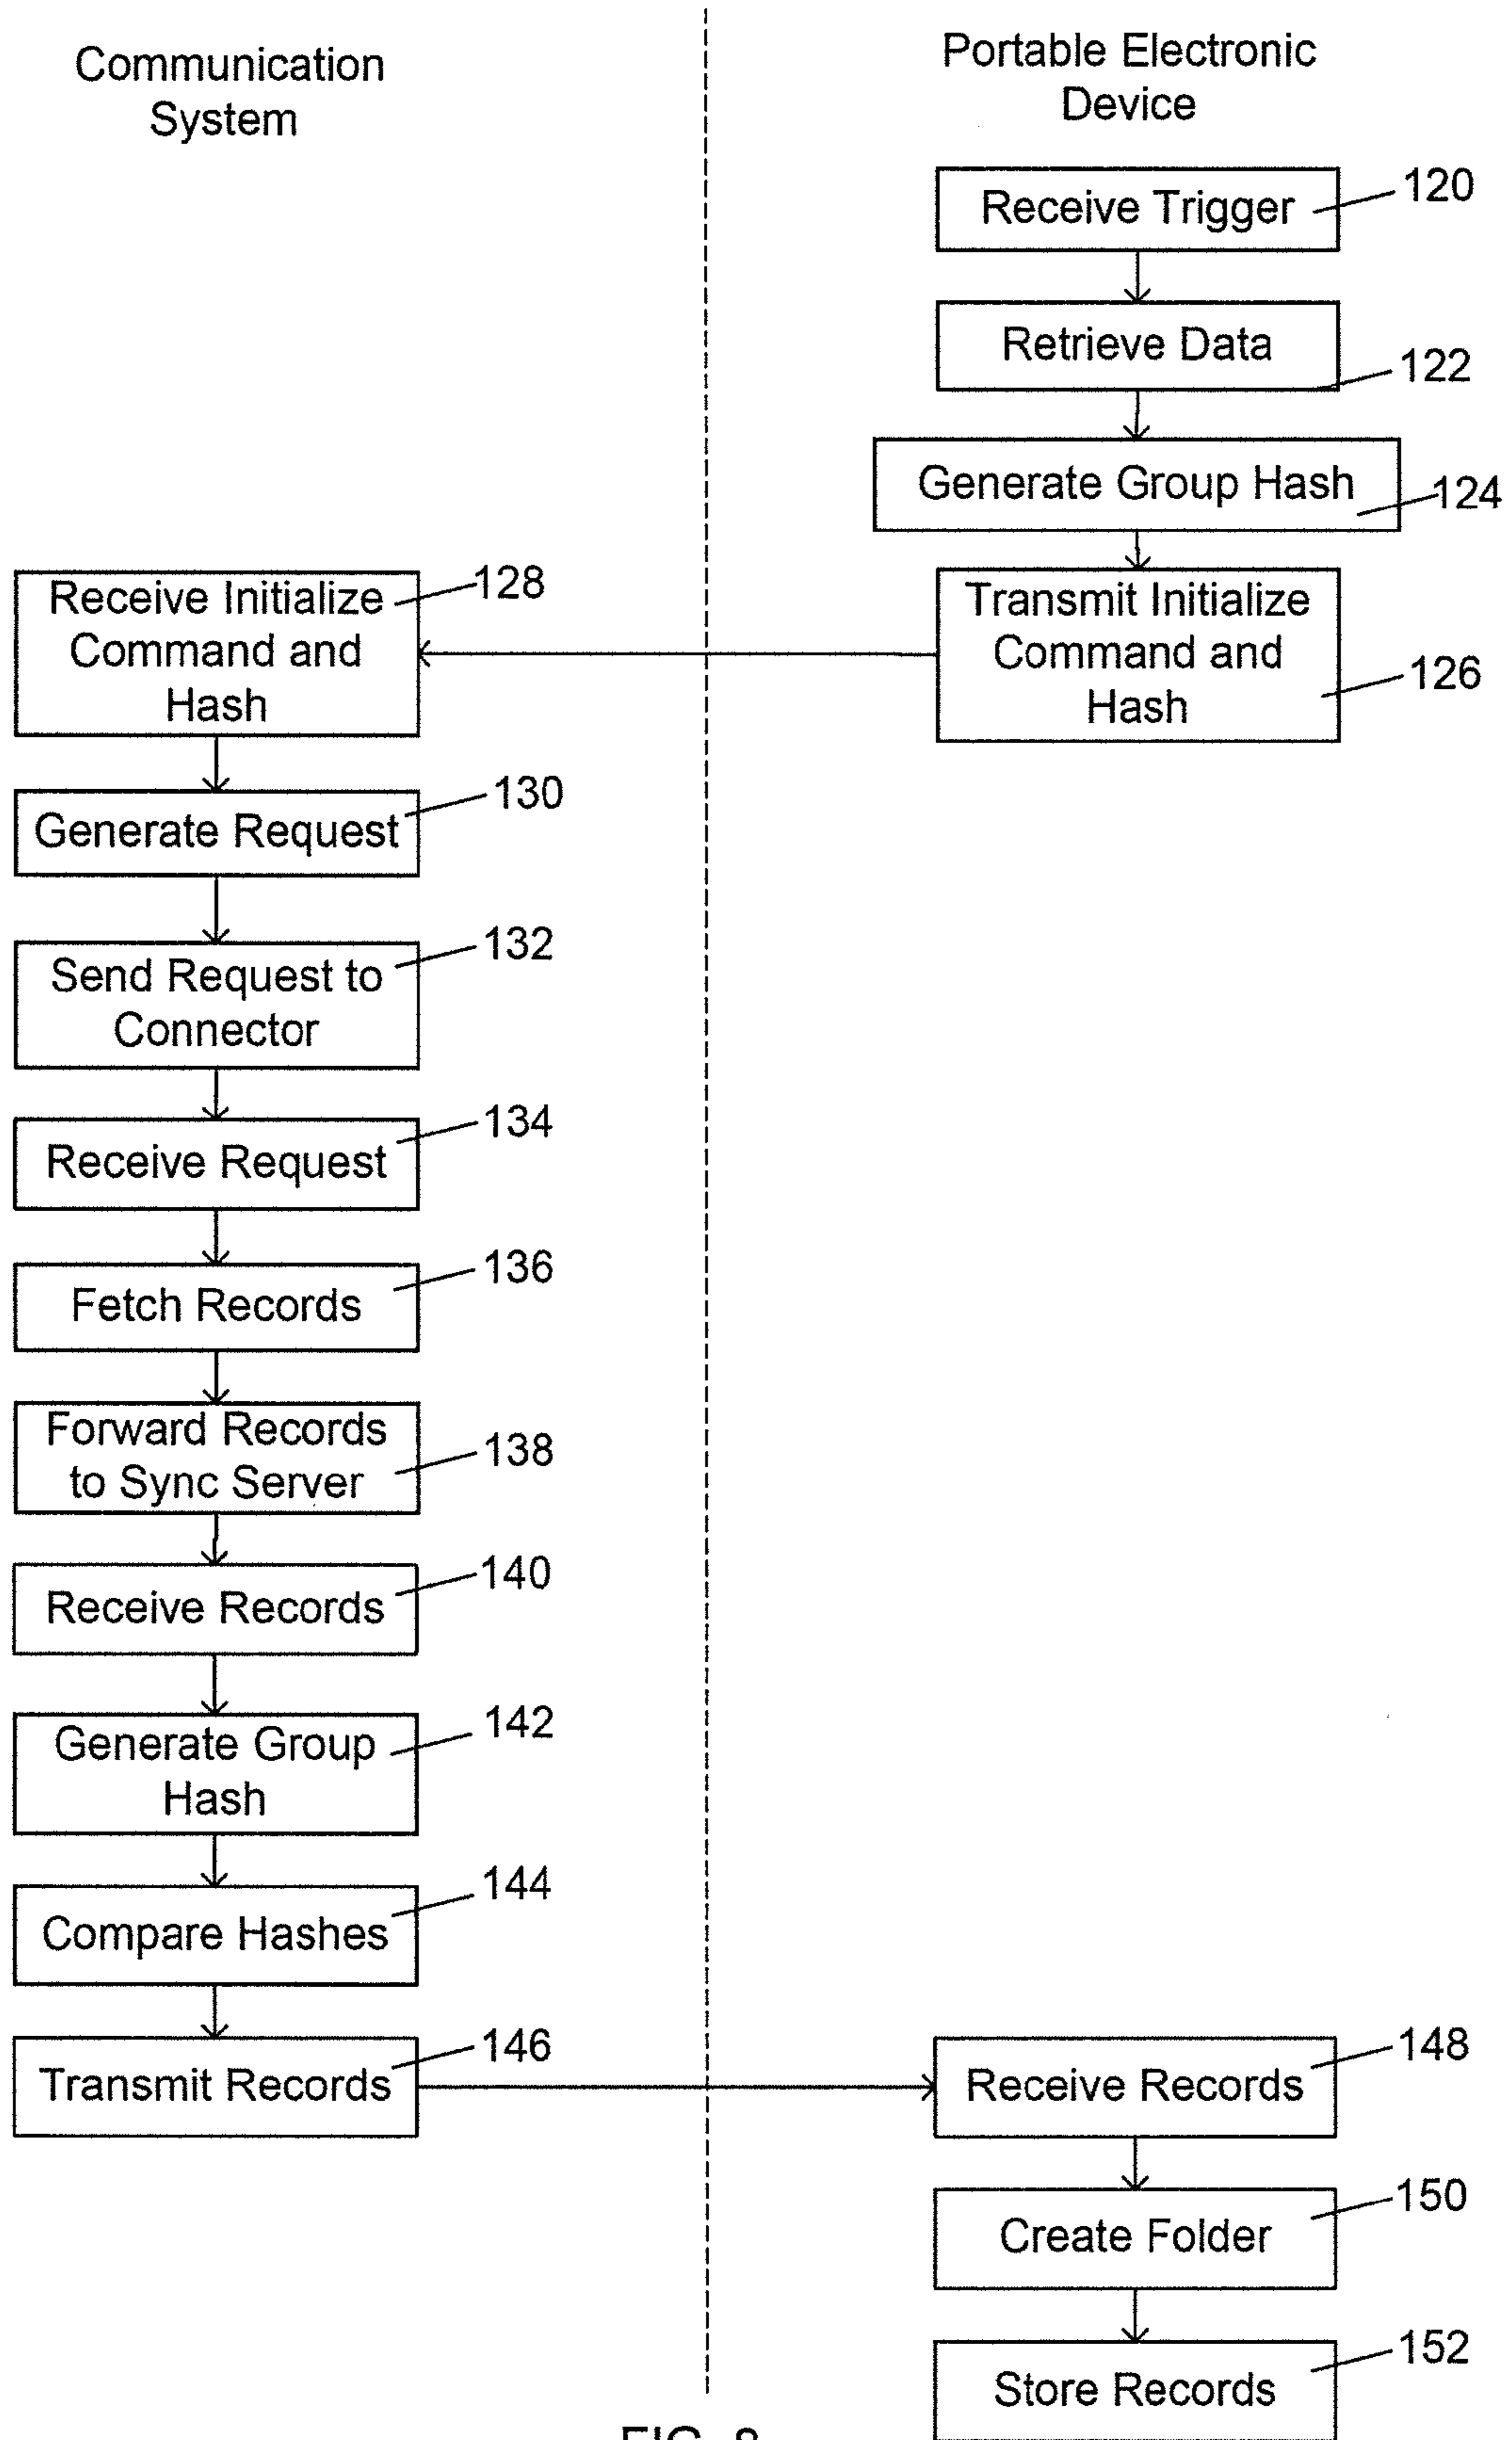 Communication
System
Portable Electronic
Device
Receive Trigger
120
Retrieve Data
122
Generate Group Hash
124
Transmit Initialize
Command and
Hash
126
Receive Initialize
Command and
Hash
128
Generate Request
130
Send Request to
Connector
132
Receive Request
134
Fetch Records
136
Forward Records
to Sync Server
138
Receive Records
140
Generate Group
Hash
142
Compare Hashes
144
Transmit Records
146
Receive Records
148
Create Folder
150
Store Records
152
FIG. 8